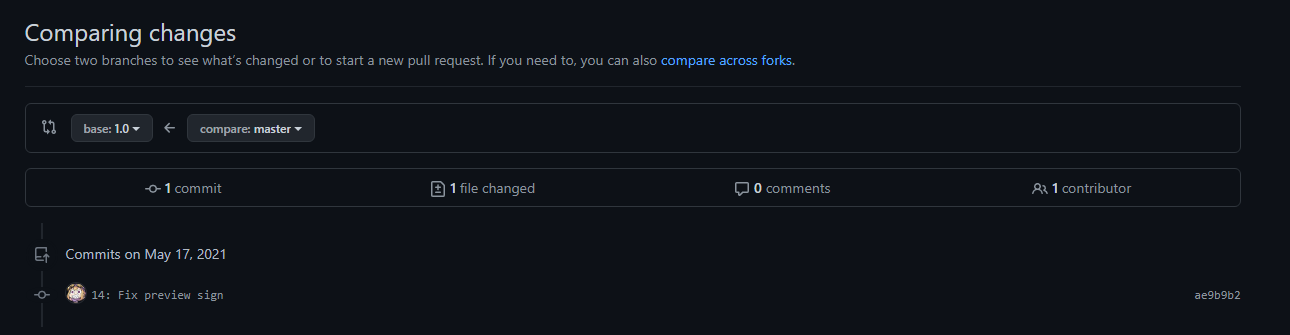 Comparing changes
Choose two branches to see what's changed or to start a new pull request. If you need to, you can also compare across forks.
base: 1.0 compare: master
1 commit 1 file changed 0 comments 1 contributor
Commits on May 17, 2021
14: Fix preview sign ae9b9b2